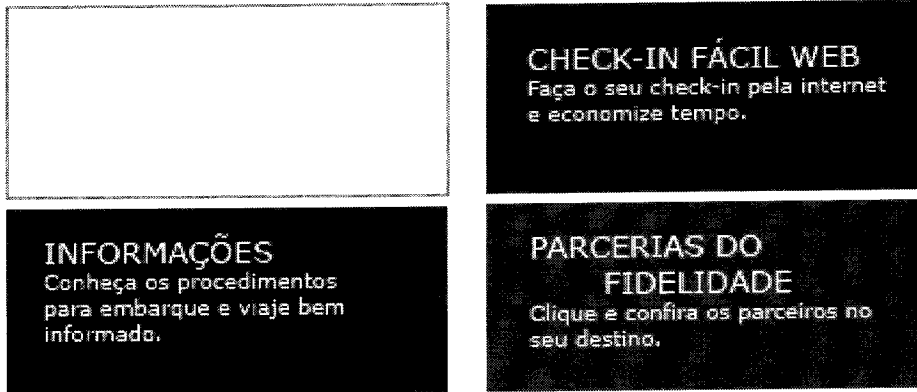 CHECK-IN FÁCIL WEB
Faça o seu check-in pela internet
e economize tempo.
INFORMAÇÕES
Conheça os procedimentos
para embarque e viaje bem
informado.
PARCERIAS DO
FIDELIDADE
Clique e confira os parceiros no
seu destino.